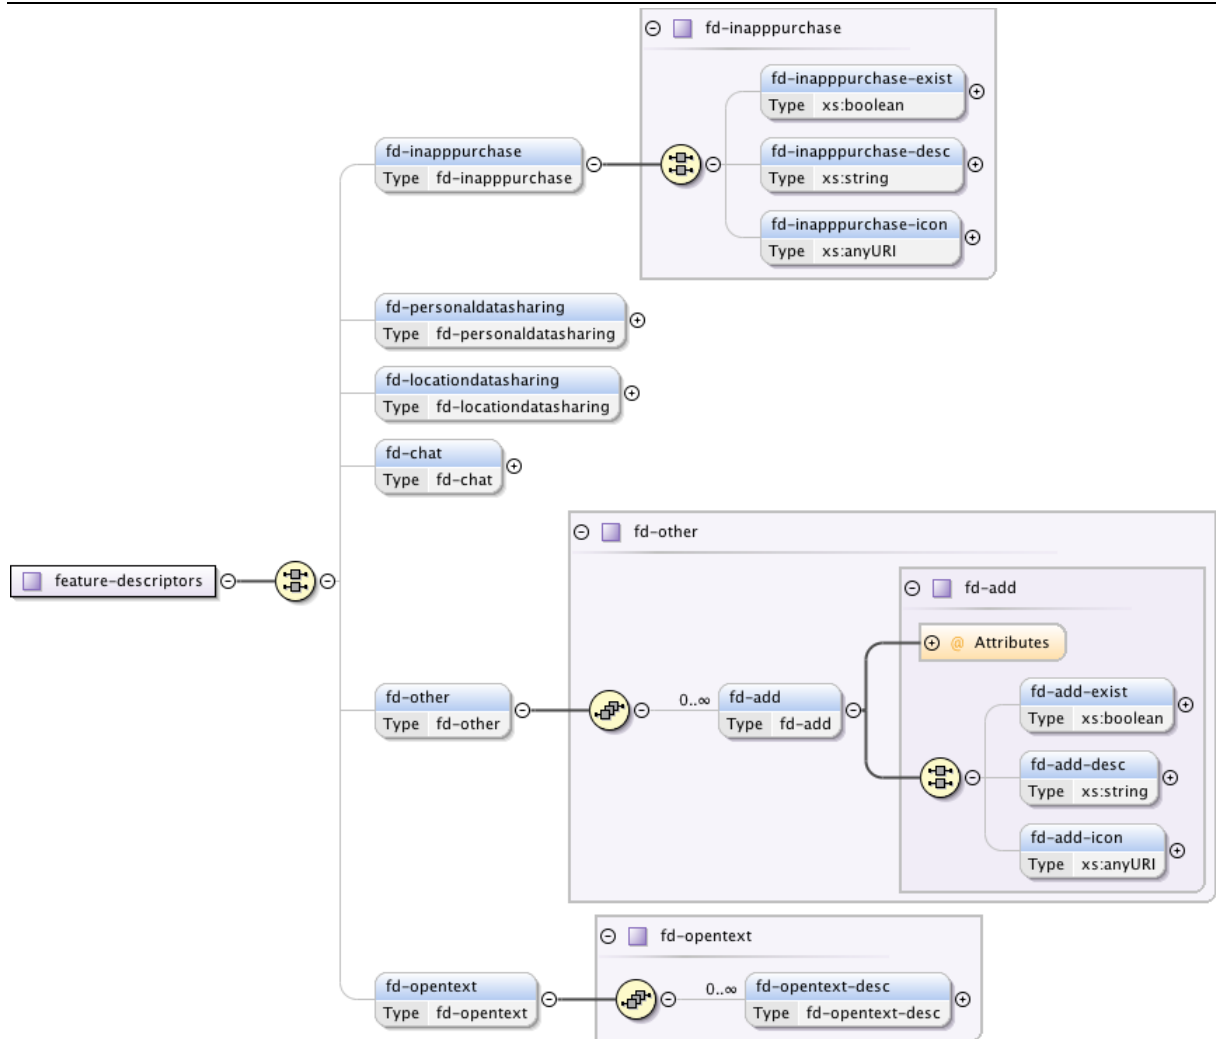 fd-inapppurchase
fd-inapppurchase-exist
Type xs:boolean
fd-inapppurchase
Type fd-inapppurchase
fd-inapppurchase-desc
Type xs:string
fd-inapppurchase-icon
Type xs:anyURI
fd-personaldatasharing
Type fd-personaldatasharing
fd-locationdatasharing
Type fd-locationdatasharing
fd-chat
Type fd-chat
fd-other
feature-descriptors
fd-add
@ Attributes
fd-other
Type fd-other
0..∞
fd-add
Type fd-add
fd-add-exist
Type xs:boolean
fd-add-desc
Type xs:string
fd-add-icon
Type xs:anyURI
fd-opentext
fd-opentext
Type fd-opentext
0..∞
fd-opentext-desc
Type fd-opentext-desc